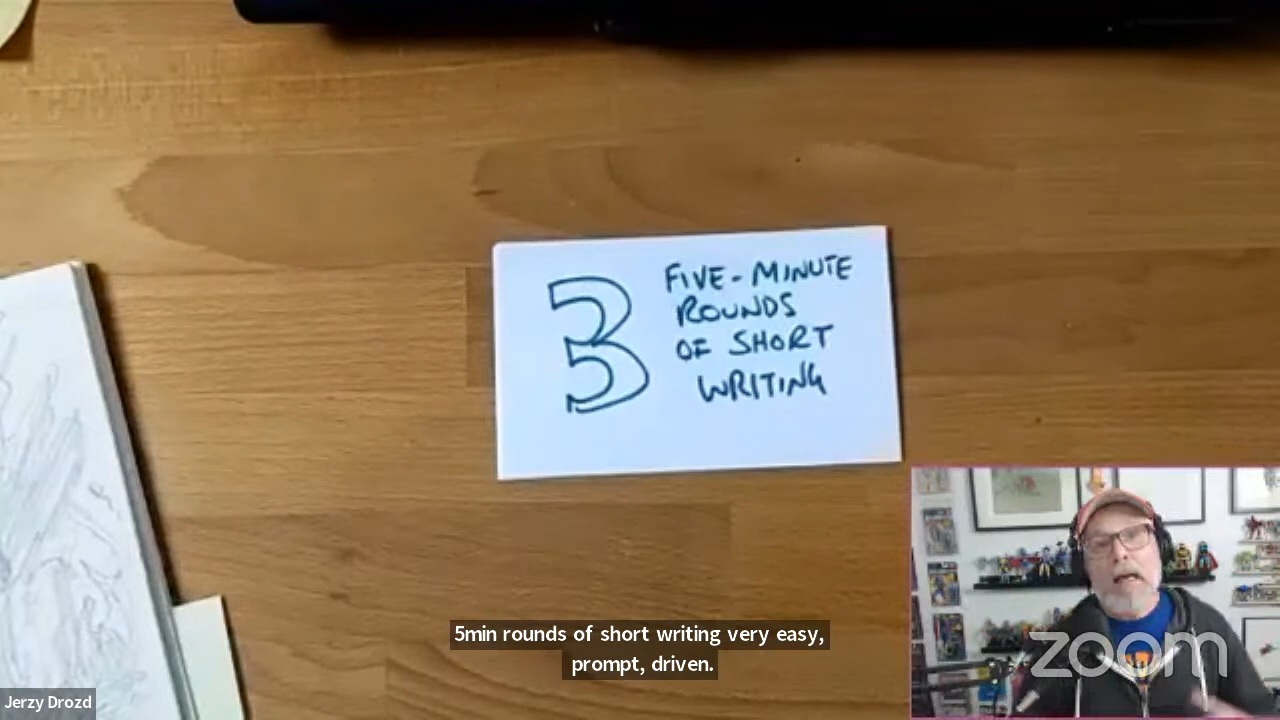 3
FIVE-MINUTE
ROUNDS
OF SHORT
WRITING
5min rounds of short writing very easy,
prompt, driven.
zoom
Jerzy Drozd